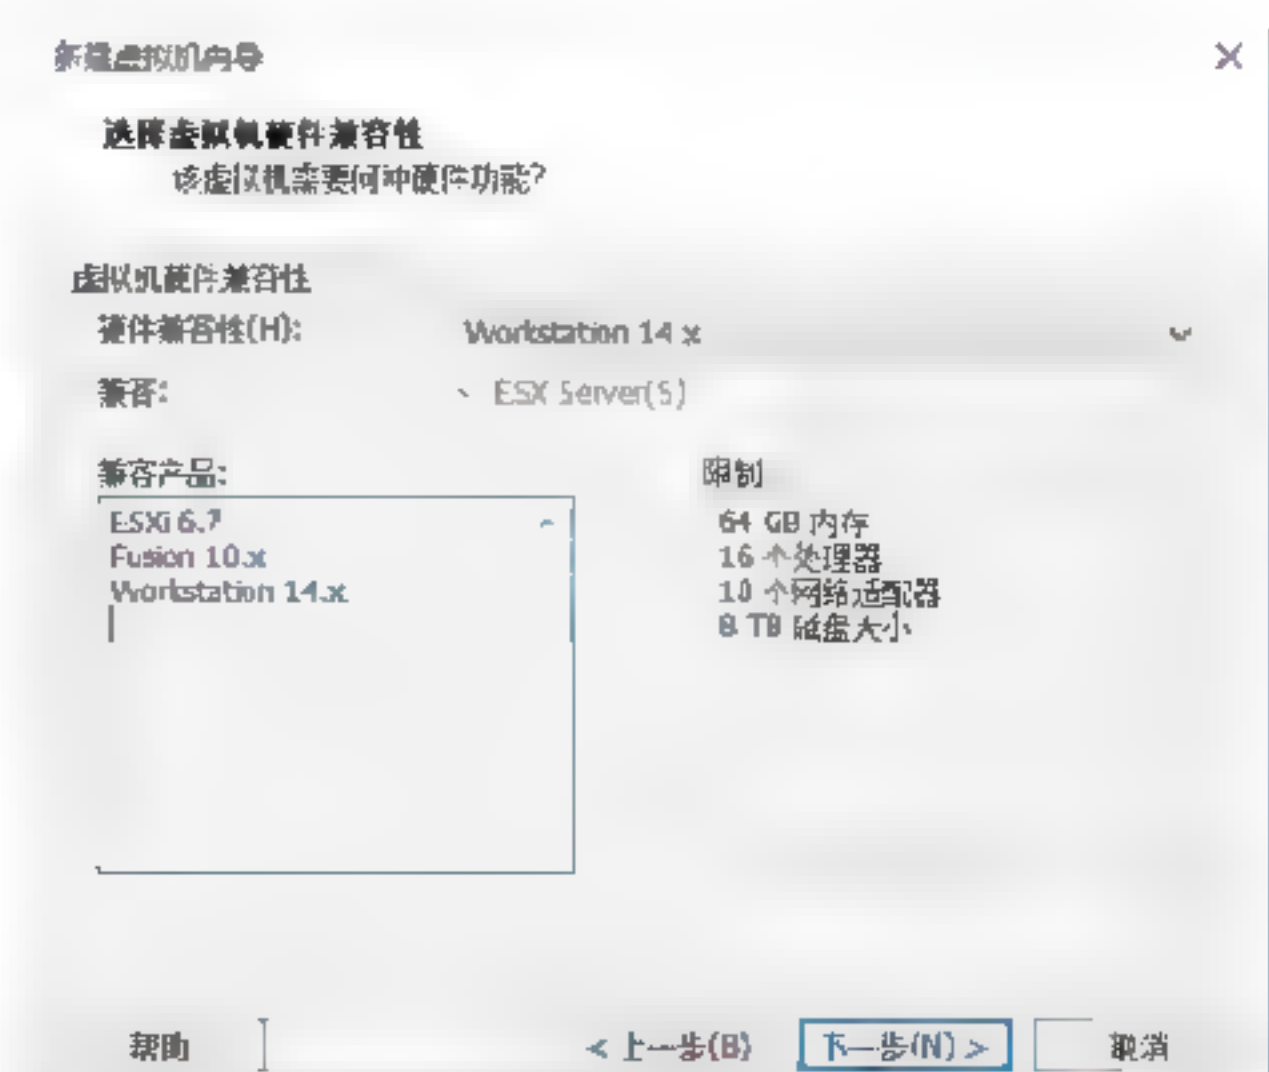 新建虚拟机向导
选择虚拟机硬件兼容性
该虚拟机需要何种硬件功能?
虚拟机硬件兼容性
硬件兼容性(H): Workstation 14.x
兼容: ESX Server(S)
兼容产品: 限制
ESXi 6.7 64 GB 内存
Fusion 10.x 16 个处理器
Workstation 14.x 10 个网络适配器
8 TB 磁盘大小
帮助 < 上一步(B) 下一步(N) > 取消